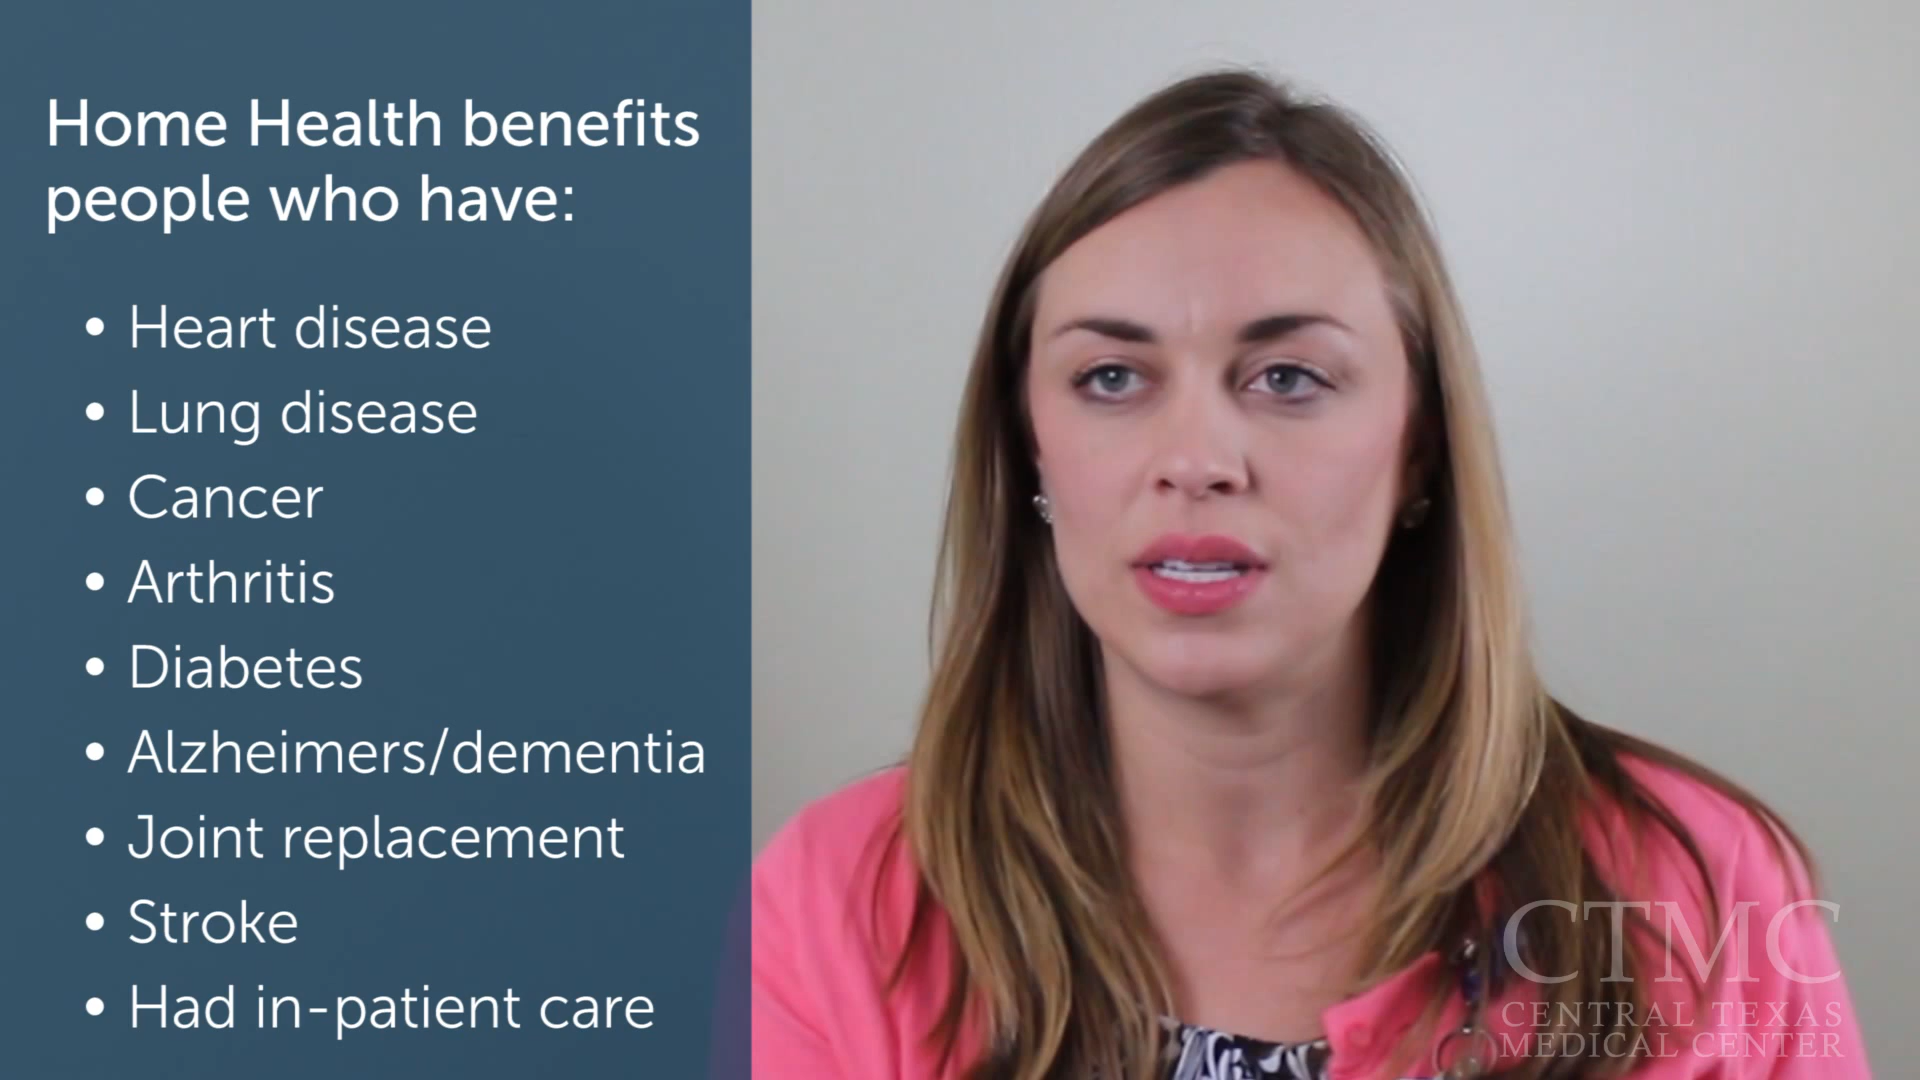 Home Health benefits
people who have:
• Heart disease
• Lung disease
• Cancer
• Arthritis
• Diabetes
• Alzheimers/dementia
• Joint replacement
• Stroke
• Had in-patient care
CTMC
CENTRAL TEXAS
MEDICAL CENTER